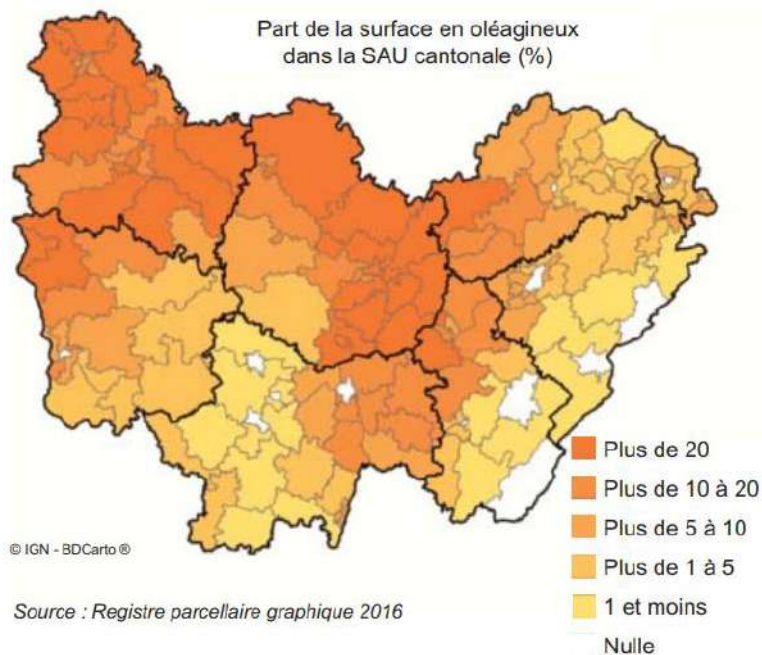 Part de la surface en oléagineux
dans la SAU cantonale (%)
Plus de 20
Plus de 10 à 20
Plus de 5 à 10
Plus de 1 à 5
1 et moins
Nulle
© IGN - BDCarto ®
Source : Registre parcellaire graphique 2016